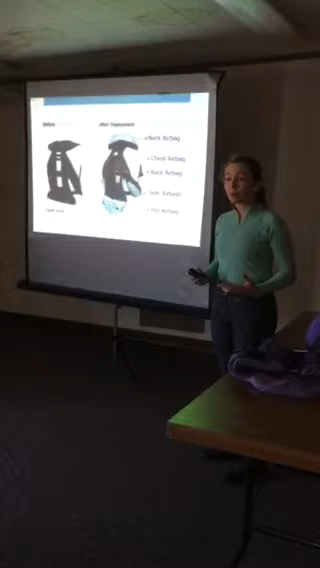 Before
After Deployment
Neck Airbag
Chest Airbag
Back Airbag
Side Airbags
Hip Airbag